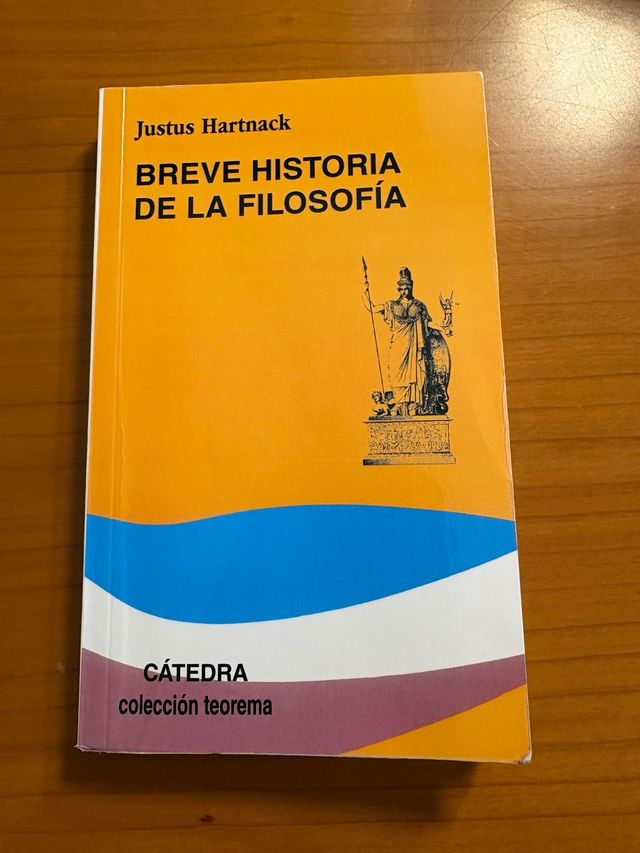 Justus Hartnack
BREVE HISTORIA
DE LA FILOSOFÍA
CÁTEDRA
colección teorema